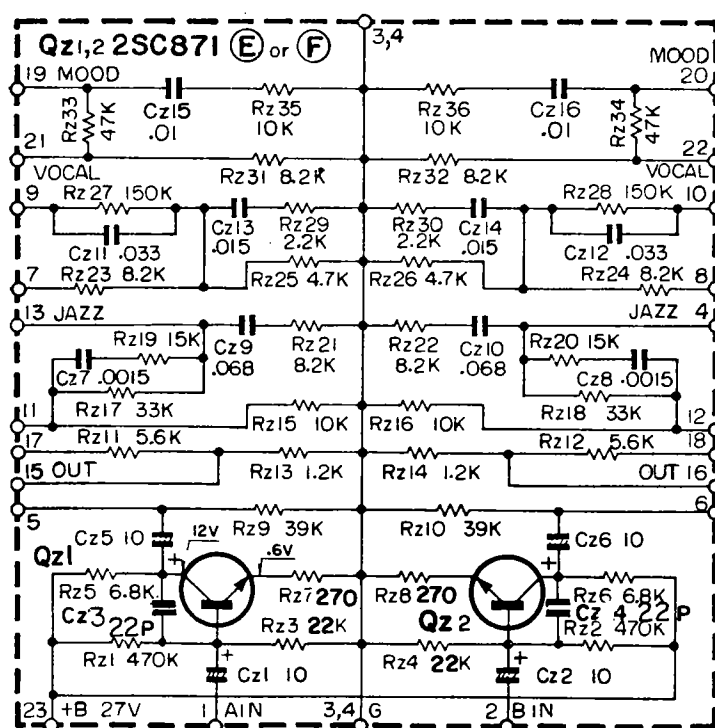 Qz1,2 2SC871 (E) or (F) 3,4
19 MOOD MOOD 20
Cz15 .01 Rz35 10K Rz36 10K Cz16 .01
Rz33 47K Rz34 47K
21 VOCAL 22 VOCAL
Rz31 8.2K Rz32 8.2K
9 Rz27 150K Rz28 150K 10
Cz13 .015 Rz29 2.2K Rz30 2.2K Cz14 .015
Cz11 .033 Cz12 .033
7 Rz23 8.2K Rz25 4.7K Rz26 4.7K Rz24 8.2K 8
13 JAZZ JAZZ 4
Rz19 15K Cz9 .068 Rz21 8.2K Rz22 8.2K Cz10 .068 Rz20 15K
Cz7 .0015 Cz8 .0015
Rz17 33K Rz18 33K
11 Rz15 10K Rz16 10K 12
17 Rz11 5.6K Rz12 5.6K 18
15 OUT Rz13 1.2K Rz14 1.2K OUT 16
5 6
Cz5 10 Rz9 39K Rz10 39K Cz6 10
+ 12V .6V +
Qz1
Rz5 6.8K Rz7 270 Rz8 270 Rz6 6.8K
Cz3 22P Qz2 Cz4 22P
Rz1 470K Rz3 22K Rz4 22K Rz2 470K
+ Cz1 10 + Cz2 10
23 +B 27V 1 AIN 3,4 G 2 BIN